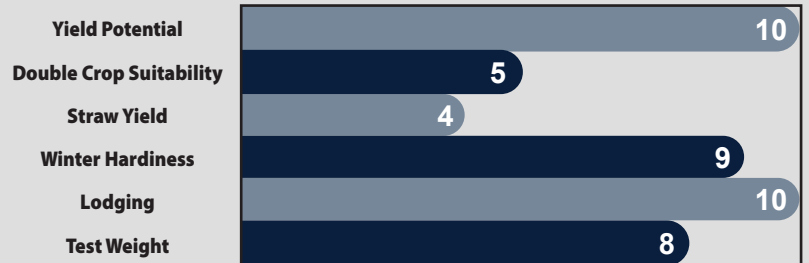 Yield Potential 10
Double Crop Suitability 5
Straw Yield 4
Winter Hardiness 9
Lodging 10
Test Weight 8